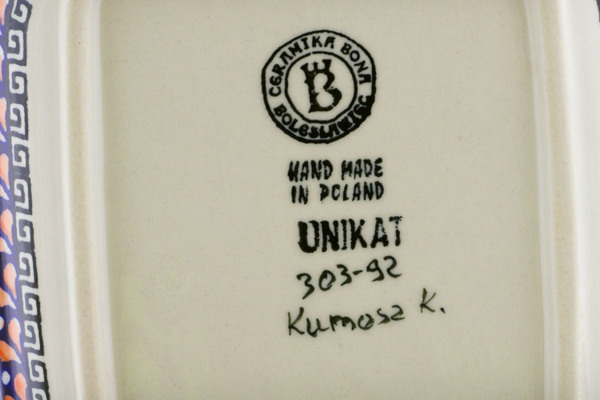 CERAMIKA BONA
BOLESŁAWIEC
B
HAND MADE
IN POLAND
UNIKAT
303-92
Kumosz K.